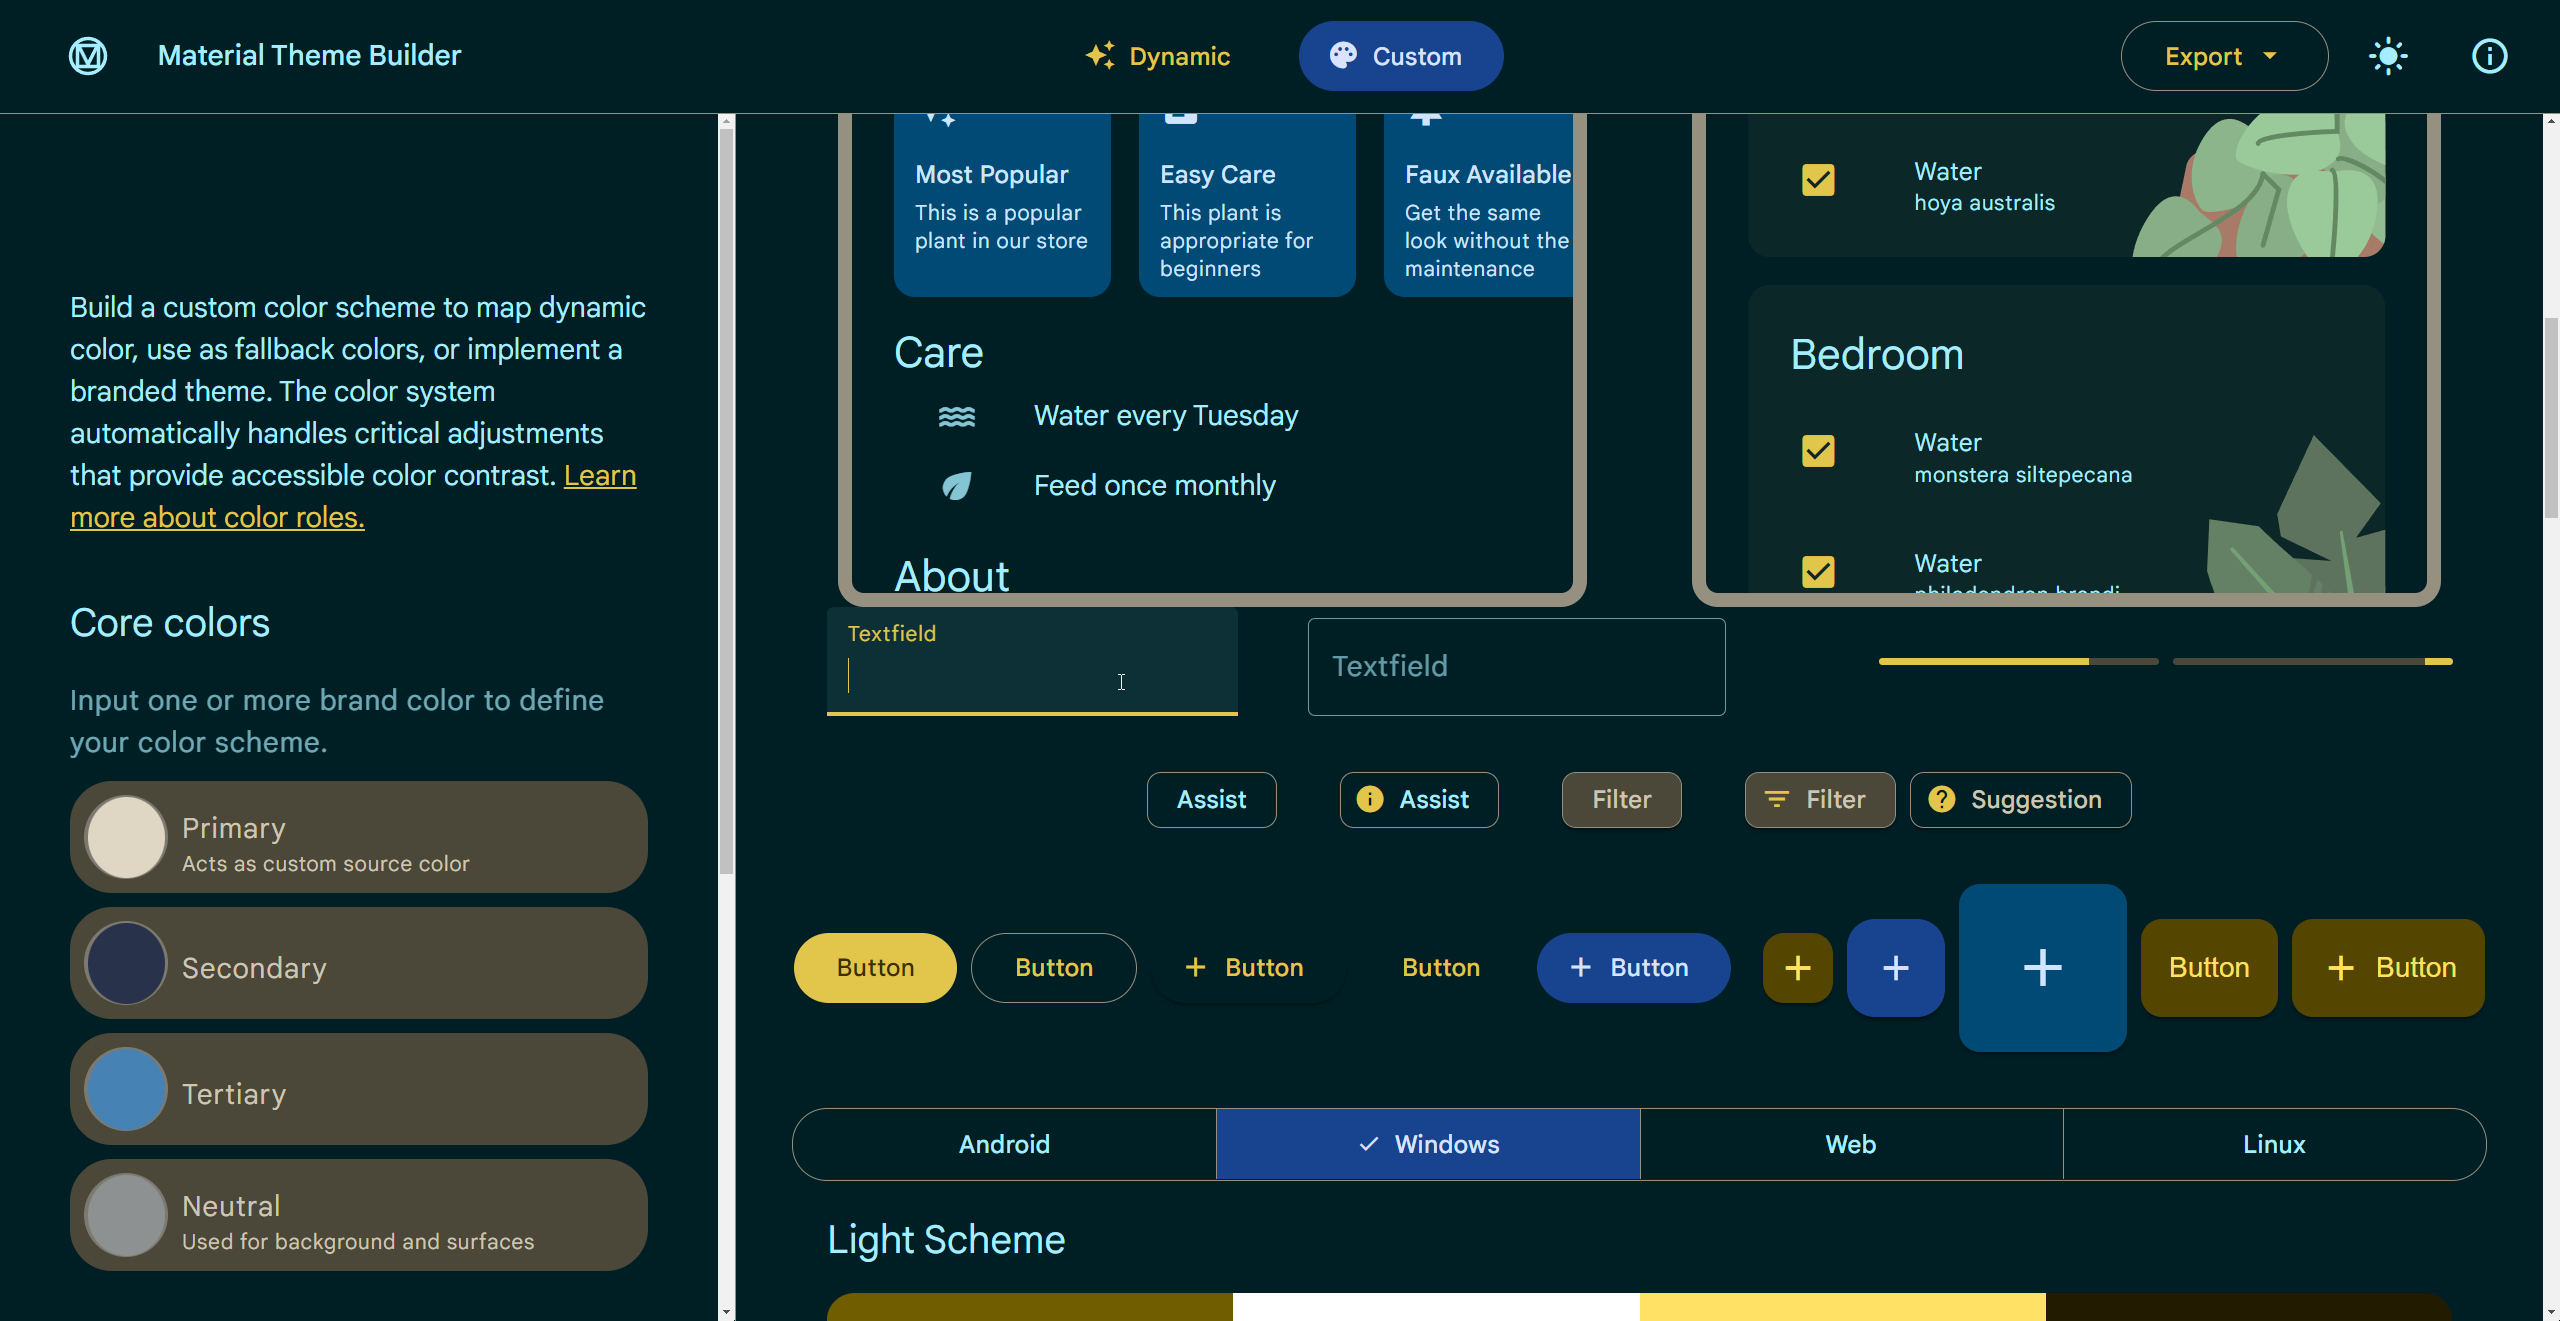 Material Theme Builder
Dynamic
Custom
Export
Build a custom color scheme to map dynamic
color, use as fallback colors, or implement a
branded theme. The color system
automatically handles critical adjustments
that provide accessible color contrast. Learn
more about color roles.
Core colors
Input one or more brand color to define
your color scheme.
Primary
Acts as custom source color
Secondary
Tertiary
Neutral
Used for background and surfaces
Most Popular
This is a popular
plant in our store
Easy Care
This plant is
appropriate for
beginners
Faux Available
Get the same
look without the
maintenance
Care
Water every Tuesday
Feed once monthly
About
Water
hoya australis
Bedroom
Water
monstera siltepecana
Water
philodendron brandi
Textfield
Textfield
Assist
Assist
Filter
Filter
Suggestion
Button
Button
Button
Button
Button
Button
Button
Android
Windows
Web
Linux
Light Scheme